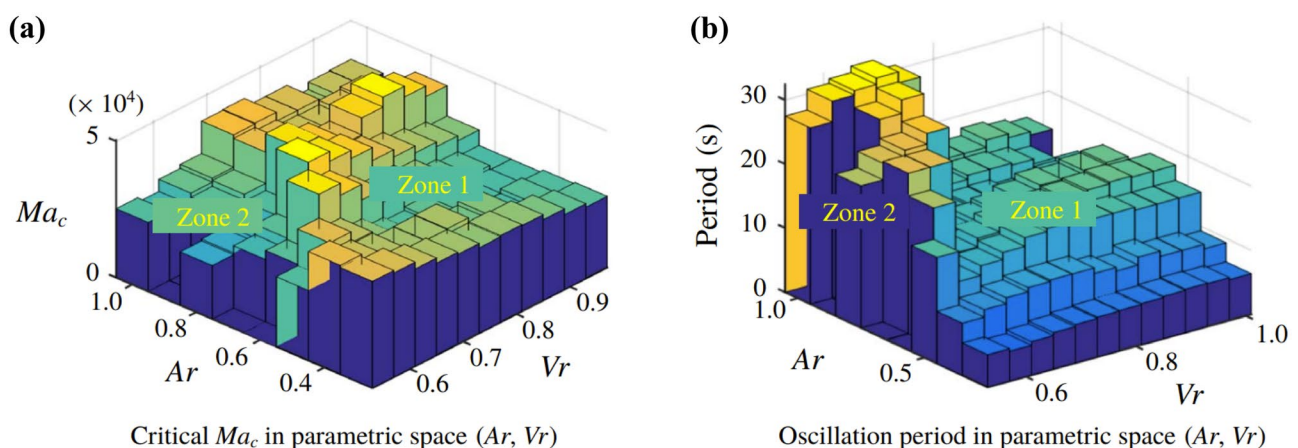 (a)
(× 10⁴)
5
Ma_c
0
Zone 1
Zone 2
1.0
0.8
0.6
0.4
Ar
0.6
0.7
0.8
0.9
Vr
Critical Ma_c in parametric space (Ar, Vr)
(b)
30
20
10
0
Period (s)
Zone 2
Zone 1
1.0
0.5
Ar
0.6
0.8
1.0
Vr
Oscillation period in parametric space (Ar, Vr)